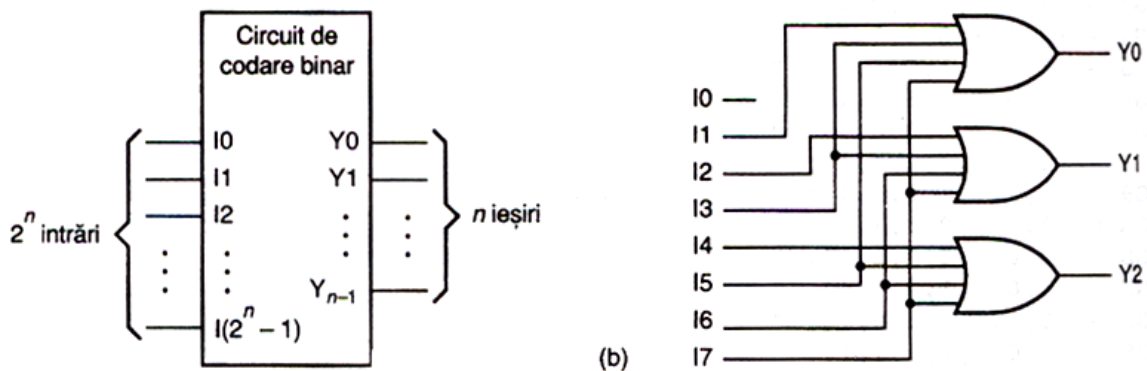 Circuit de
codare binar
I0
I1
I2
I(2^n – 1)
Y0
Y1
Yn–1
2^n intrări
n ieșiri
(b)
I0
I1
I2
I3
I4
I5
I6
I7
Y0
Y1
Y2